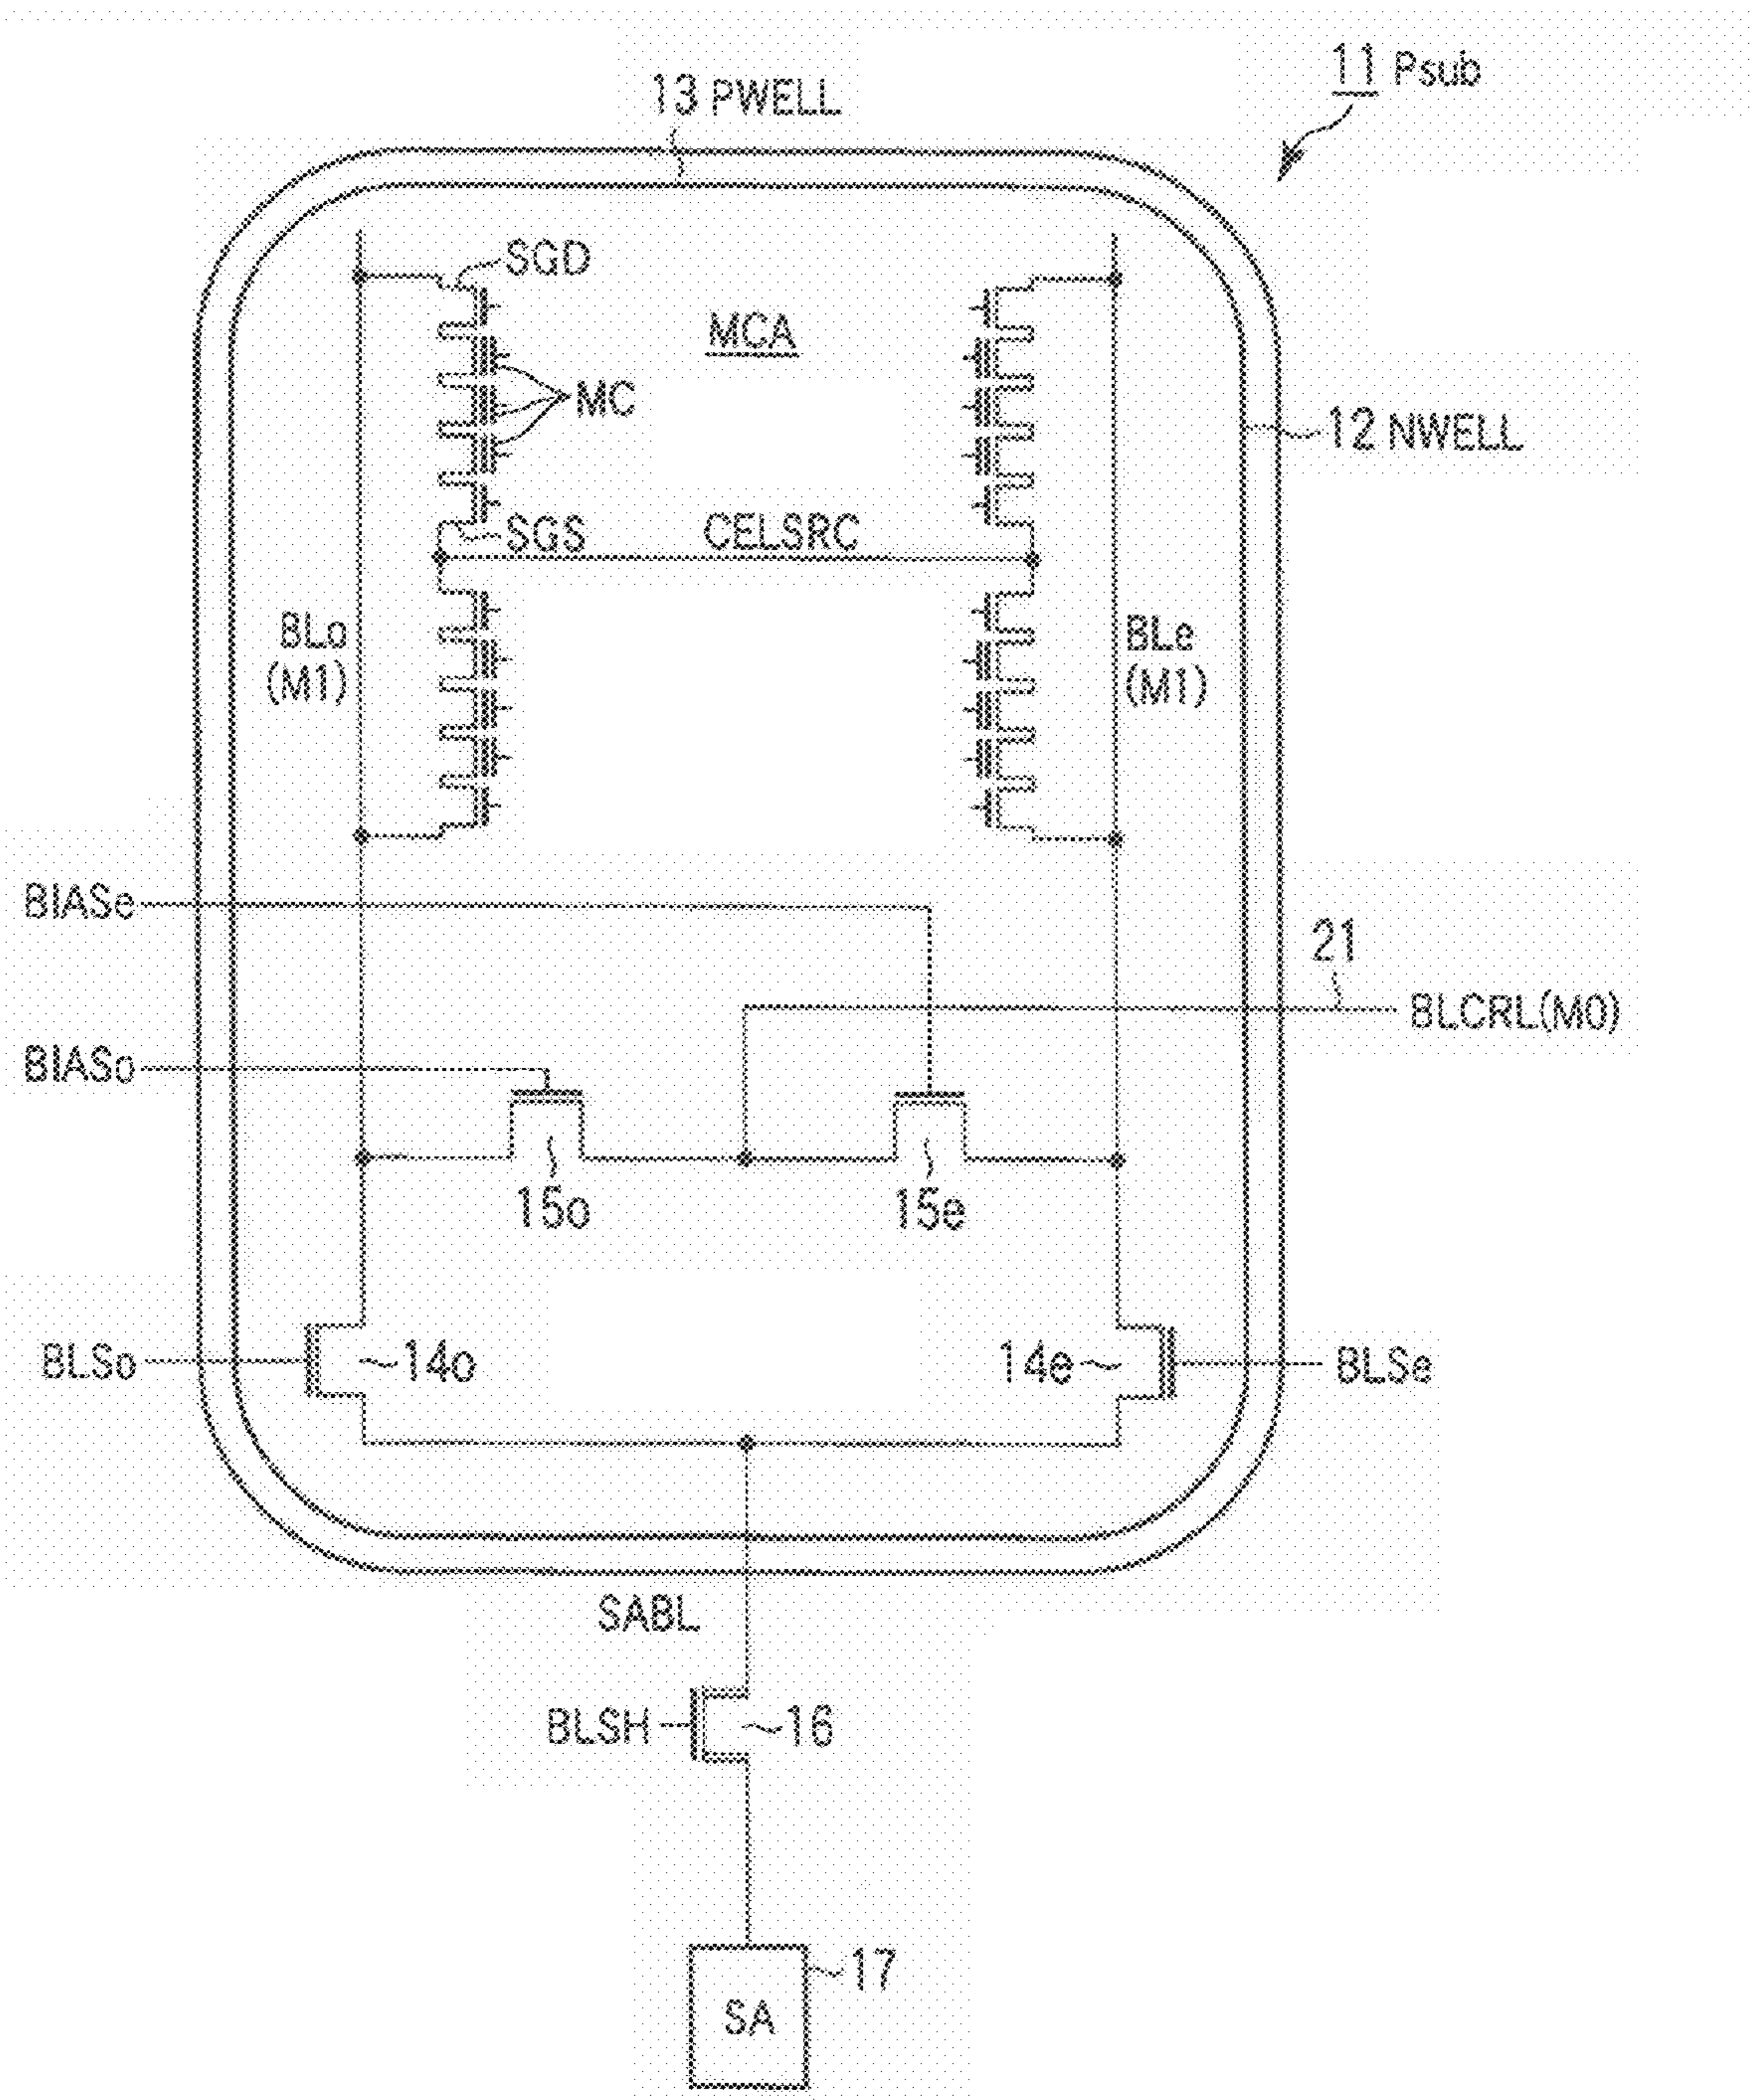 11 Psub
13 PWELL
SGD
MCA
MC
12 NWELL
SGS
CELSRC
BLo
(M1)
BLe
(M1)
BIASe
21
BLCRL(M0)
BIASo
15o
15e
BLSo
14o
14e
BLSe
SABL
BLSH
16
17
SA